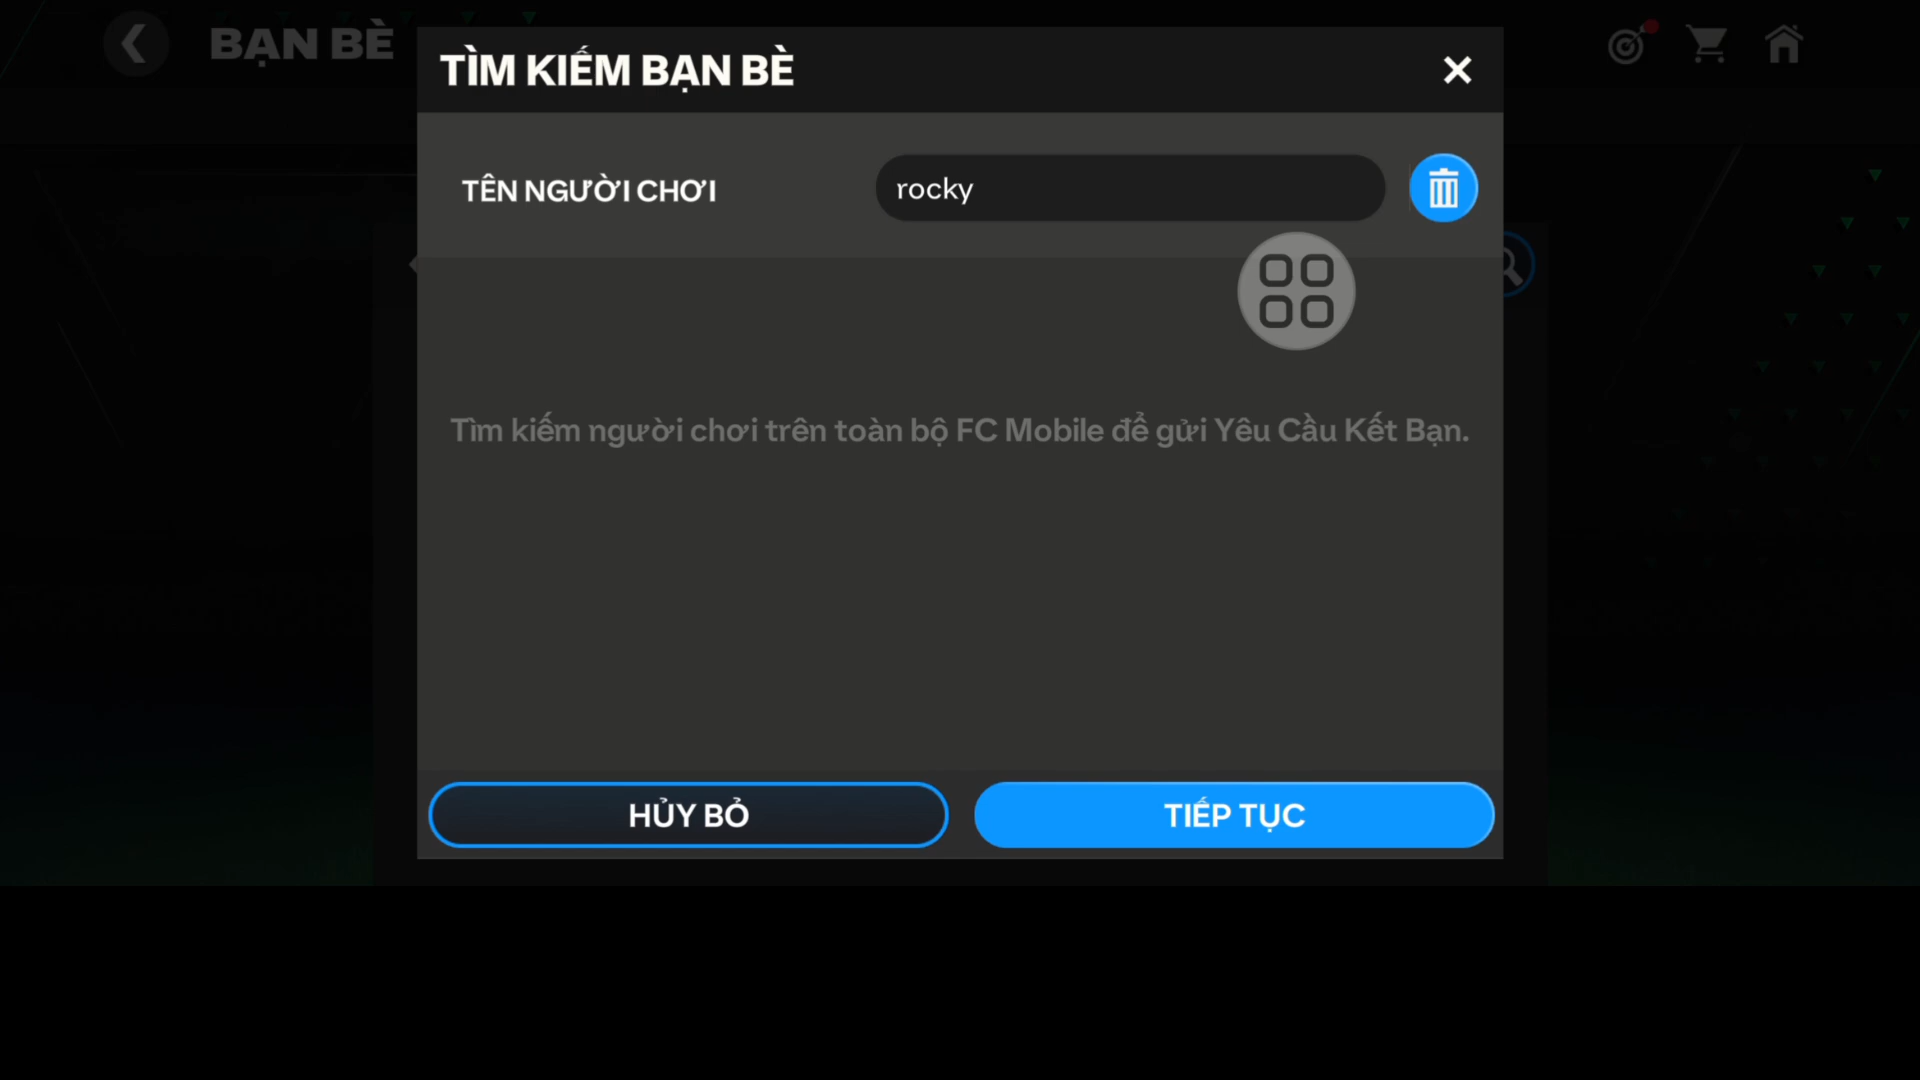 BẠN BÈ
TÌM KIẾM BẠN BÈ
TÊN NGƯỜI CHƠI
rocky
Tìm kiếm người chơi trên toàn bộ FC Mobile để gửi Yêu Cầu Kết Bạn.
HỦY BỎ
TIẾP TỤC